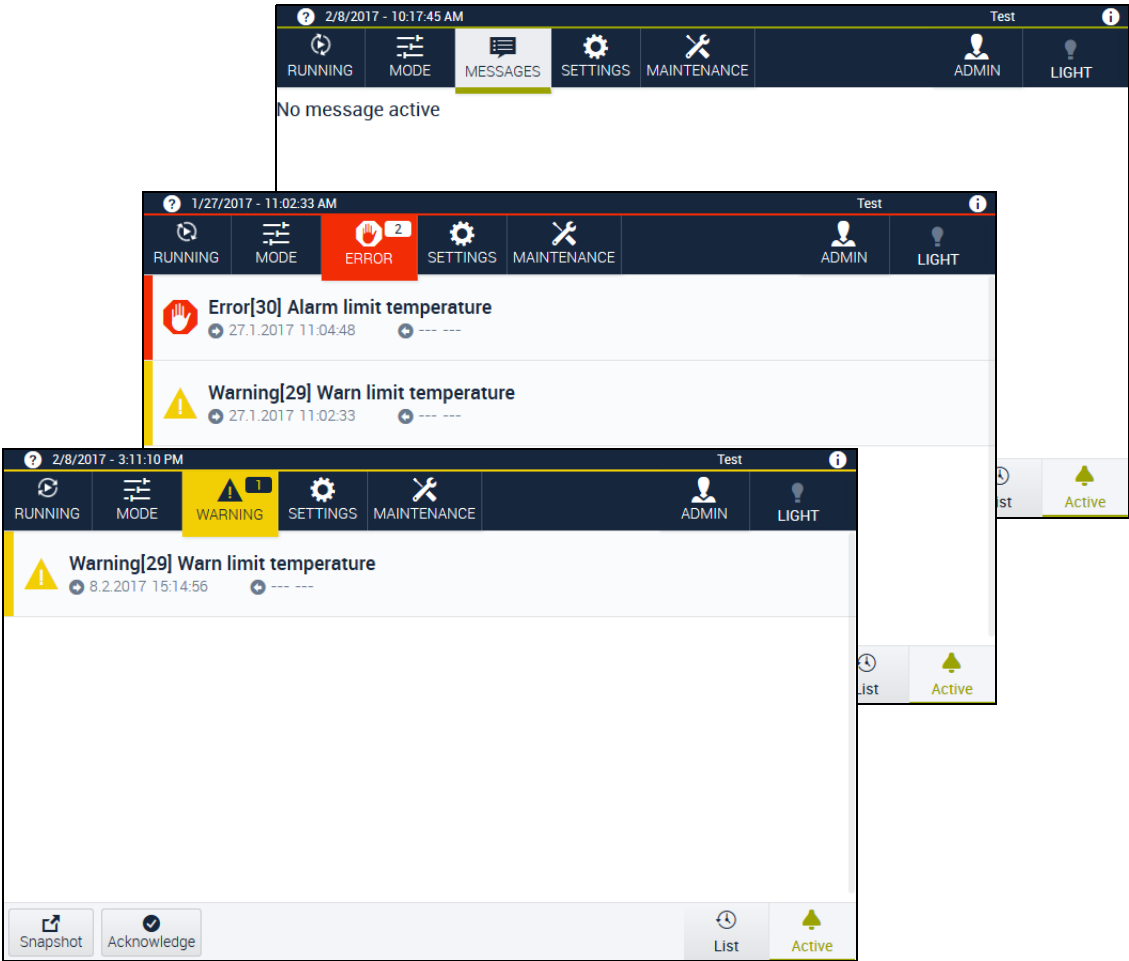 2/8/2017 - 10:17:45 AM Test
RUNNING MODE MESSAGES SETTINGS MAINTENANCE ADMIN LIGHT
No message active
1/27/2017 - 11:02:33 AM Test
RUNNING MODE 2 ERROR SETTINGS MAINTENANCE ADMIN LIGHT
Error[30] Alarm limit temperature
27.1.2017 11:04:48 --- ---
Warning[29] Warn limit temperature
27.1.2017 11:02:33 --- ---
Active
2/8/2017 - 3:11:10 PM Test
RUNNING MODE 1 WARNING SETTINGS MAINTENANCE ADMIN LIGHT
Warning[29] Warn limit temperature
8.2.2017 15:14:56 --- ---
List Active
Snapshot Acknowledge List Active